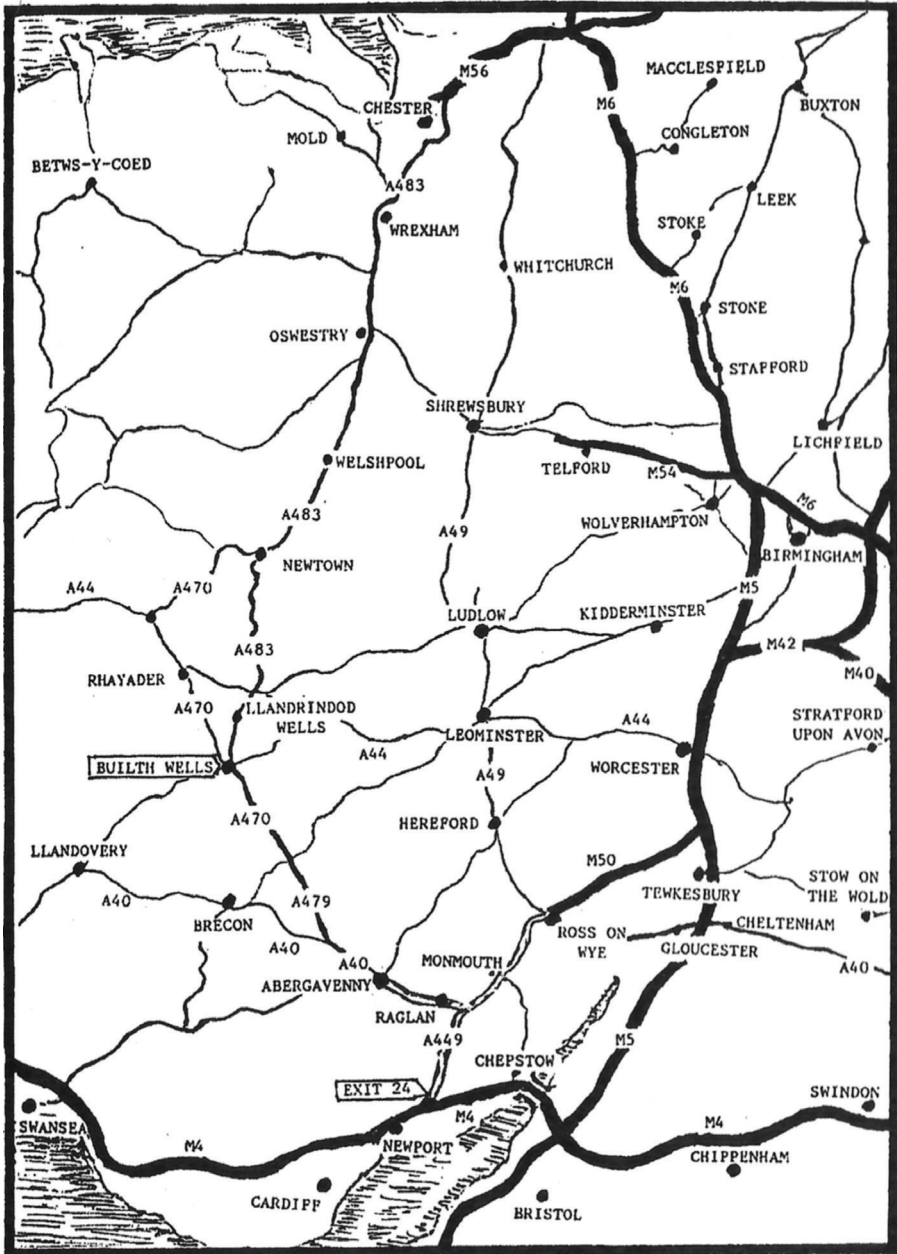 M56
MACCLESFIELD
M6
BUXTON
CHESTER
MOLD
CONGLETON
BETWS-Y-COED
A483
LEEK
WREXHAM
STOKE
WHITCHURCH
M6
STONE
OSWESTRY
STAFFORD
SHREWSBURY
LICHFIELD
WELSHPOOL
TELFORD
M54
M6
A483
WOLVERHAMPTON
A49
BIRMINGHAM
NEWTOWN
A470
A44
M5
LUDLOW
KIDDERMINSTER
A483
M42
RHAYADER
M40
A470
LLANDRINDOD
WELLS
STRATFORD
UPON AVON
LEOMINSTER
A44
A44
BUILTH WELLS
WORCESTER
A49
A470
HEREFORD
LLANDOVERY
M50
TEWKESBURY
STOW ON
THE WOLD
A40
A479
BRECON
CHELTENHAM
ROSS ON
WYE
A40
GLOUCESTER
A40
MONMOUTH
A40
ABERGAVENNY
RAGLAN
A449
M5
CHEPSTOW
EXIT 24
SWINDON
M4
SWANSEA
M4
NEWPORT
M4
CHIPPENHAM
CARDIFF
BRISTOL